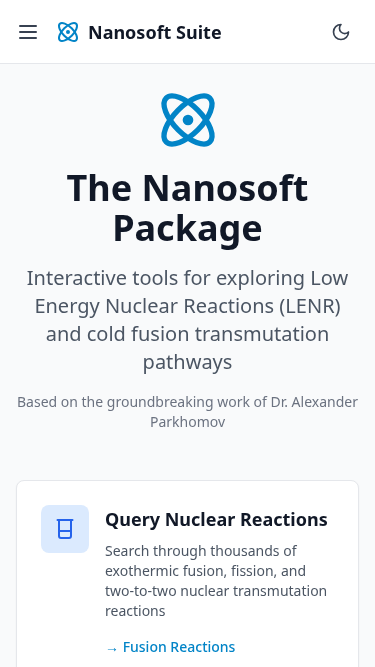 Nanosoft Suite
The Nanosoft
Package
Interactive tools for exploring Low
Energy Nuclear Reactions (LENR)
and cold fusion transmutation
pathways
Based on the groundbreaking work of Dr. Alexander
Parkhomov
Query Nuclear Reactions
Search through thousands of
exothermic fusion, fission, and
two-to-two nuclear transmutation
reactions
→ Fusion Reactions